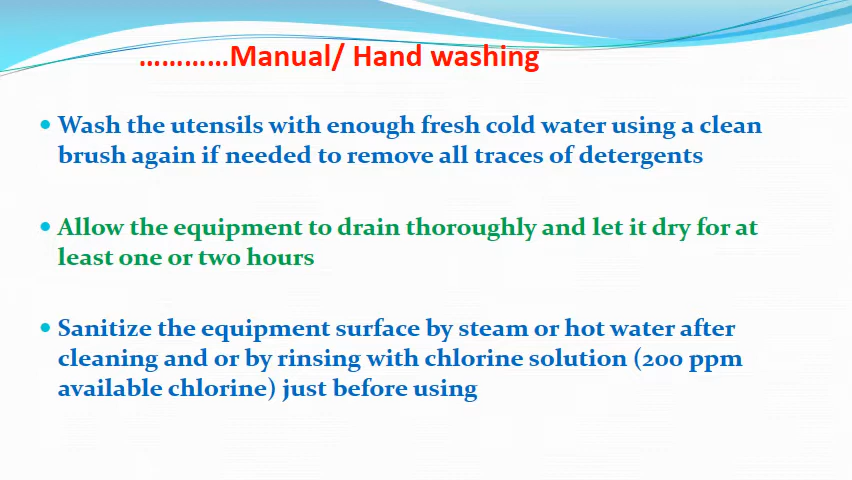 …………Manual/ Hand washing
Wash the utensils with enough fresh cold water using a clean
brush again if needed to remove all traces of detergents
Allow the equipment to drain thoroughly and let it dry for at
least one or two hours
Sanitize the equipment surface by steam or hot water after
cleaning and or by rinsing with chlorine solution (200 ppm
available chlorine) just before using